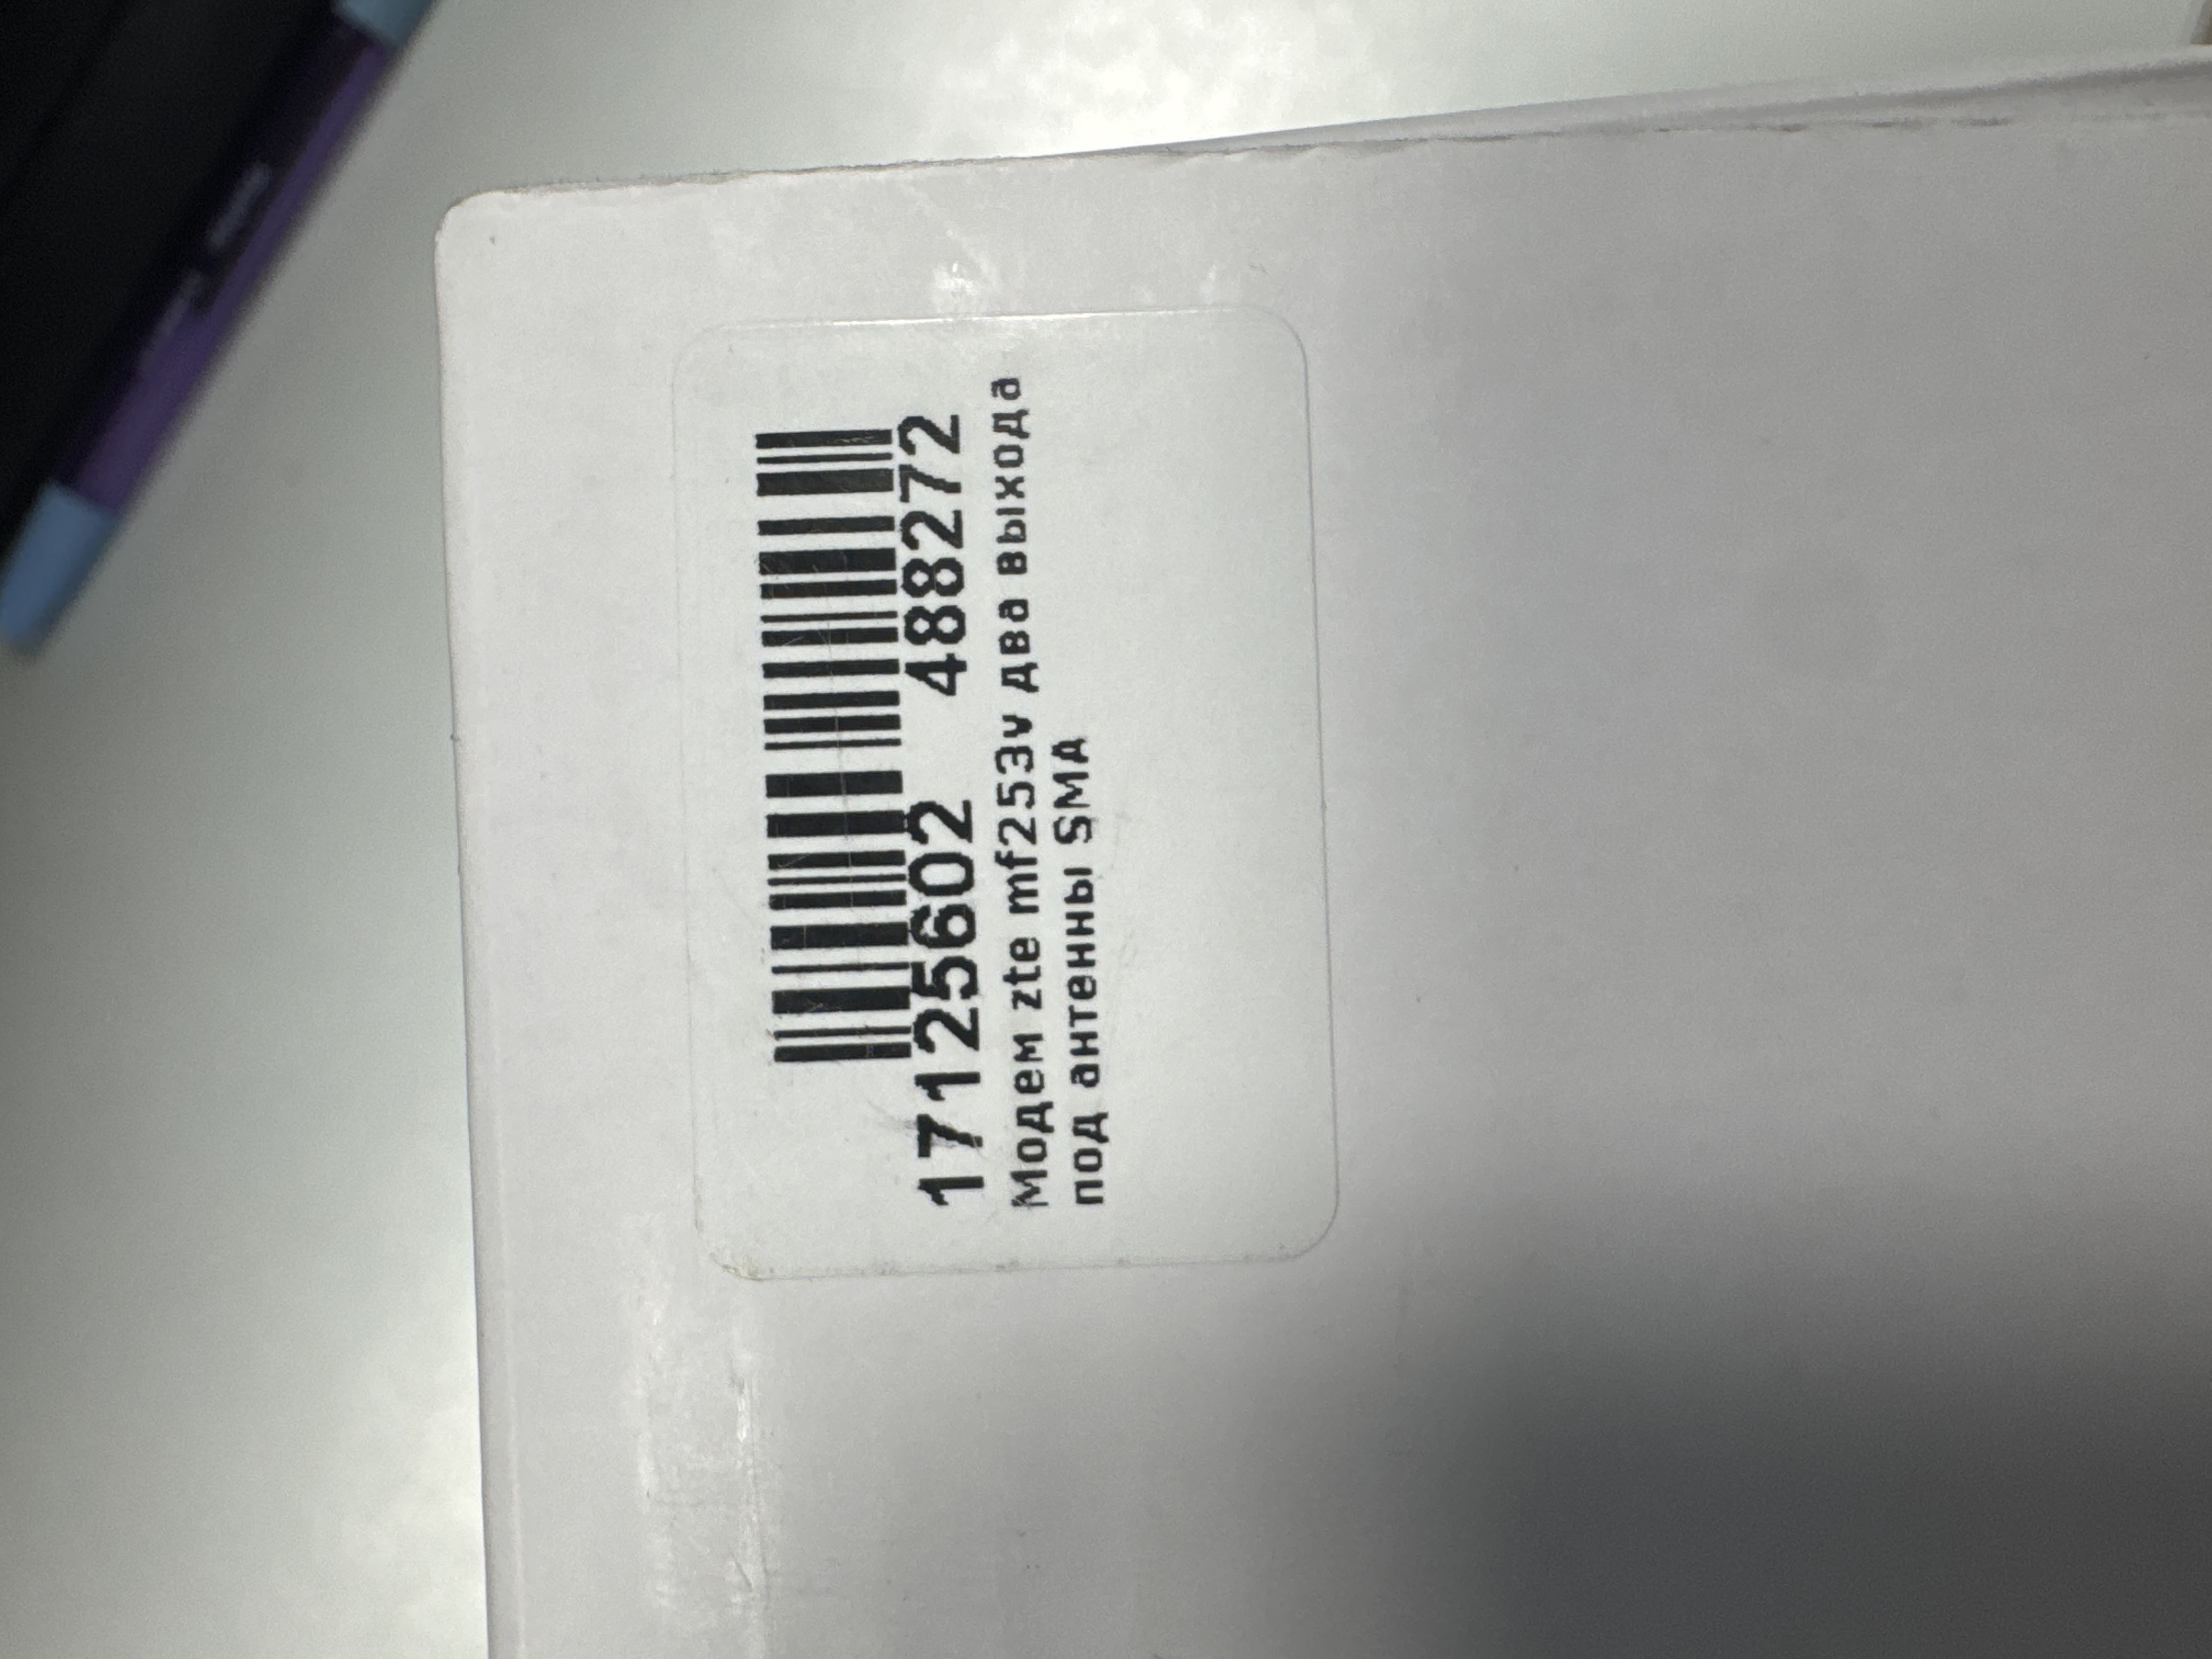 17125602 488272
Модем zte mf253v два выхода
под антенны SMA